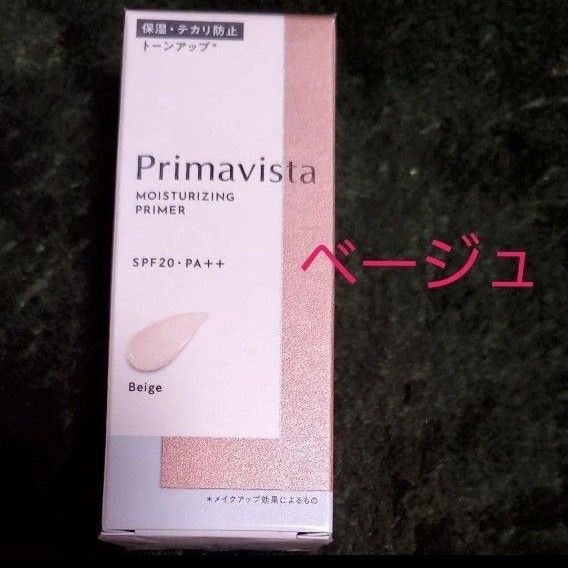 保湿・テカリ防止
トーンアップ*
Primavista
MOISTURIZING
PRIMER
SPF20・PA++
ベージュ
Beige
*メイクアップ効果によるもの